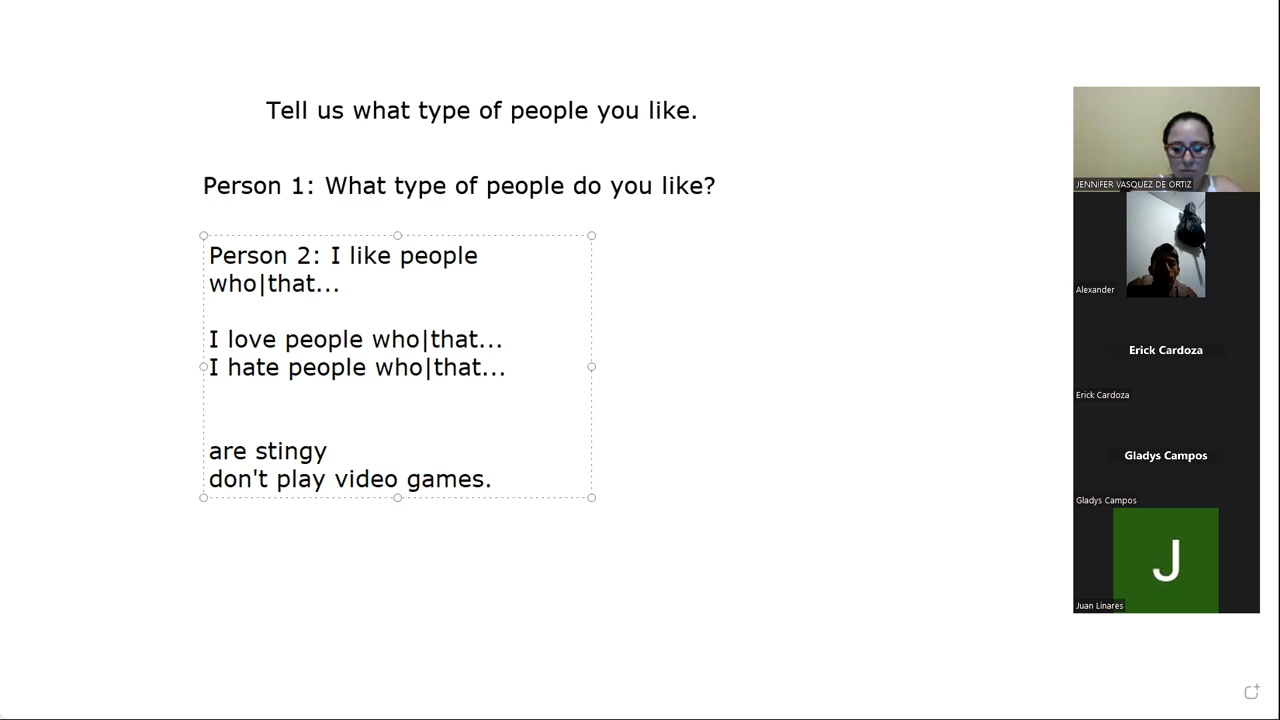 Tell us what type of people you like.
Person 1: What type of people do you like?
Person 2: I like people
who|that...
I love people who|that...
I hate people who|that...
are stingy
don't play video games.
JENNIFER VASQUEZ DE ORTIZ
Alexander
Erick Cardoza
Erick Cardoza
Gladys Campos
Gladys Campos
J
Juan Linares